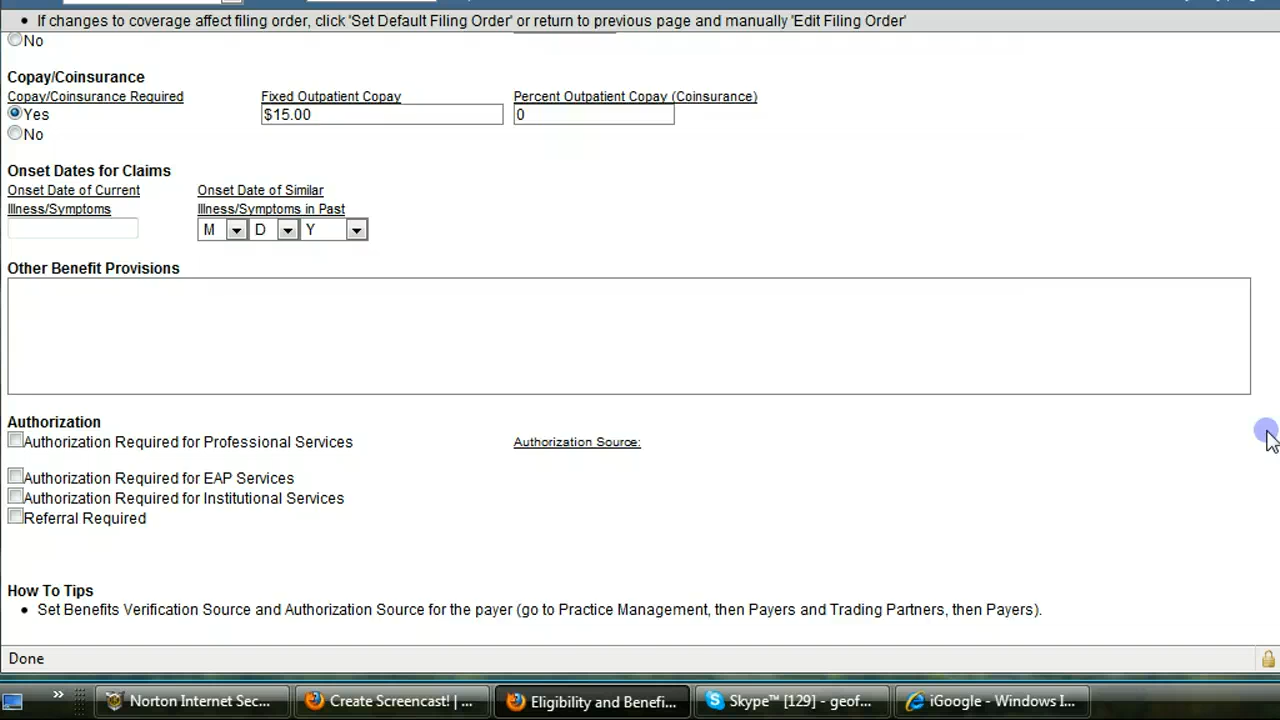 • If changes to coverage affect filing order, click 'Set Default Filing Order' or return to previous page and manually 'Edit Filing Order'
No
Copay/Coinsurance
Copay/Coinsurance Required Fixed Outpatient Copay Percent Outpatient Copay (Coinsurance)
Yes $15.00 0
No
Onset Dates for Claims
Onset Date of Current Onset Date of Similar
Illness/Symptoms Illness/Symptoms in Past
M D Y
Other Benefit Provisions
Authorization
Authorization Required for Professional Services Authorization Source:
Authorization Required for EAP Services
Authorization Required for Institutional Services
Referral Required
How To Tips
• Set Benefits Verification Source and Authorization Source for the payer (go to Practice Management, then Payers and Trading Partners, then Payers).
Done
» Norton Internet Sec... Create Screencast! | ... Eligibility and Benefi... Skype™ [129] - geof... iGoogle - Windows I...